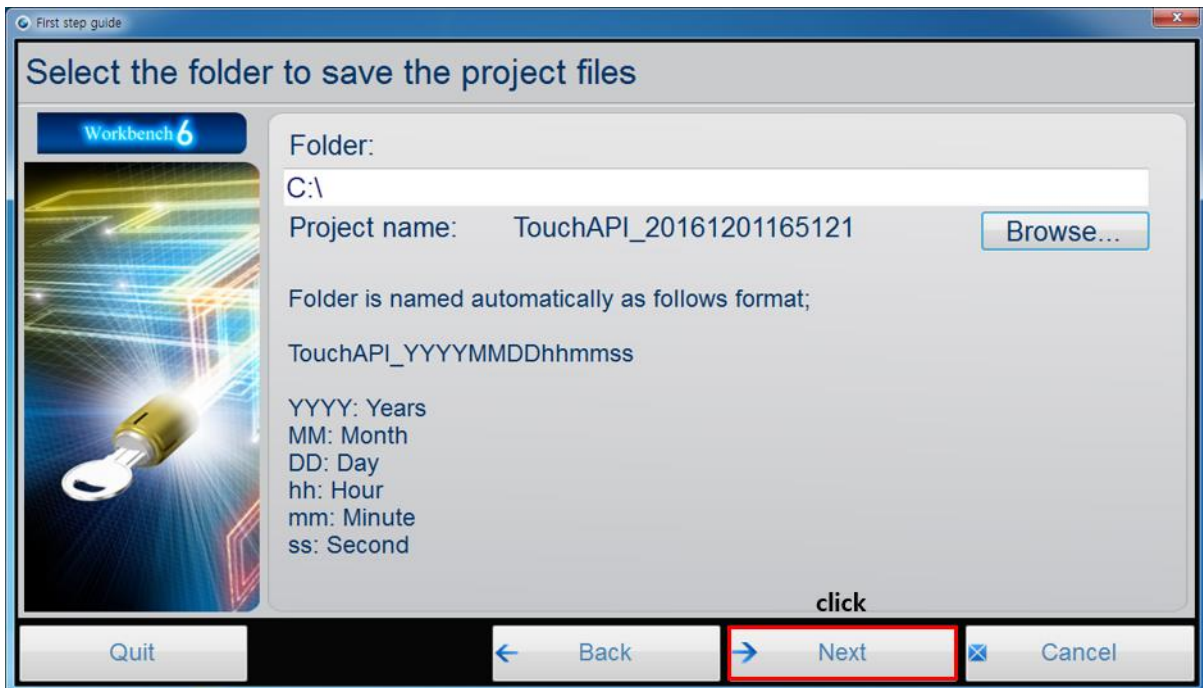 First step guide
Select the folder to save the project files
Workbench 6
Folder:
C:\
Project name: TouchAPI_20161201165121 Browse...
Folder is named automatically as follows format;
TouchAPI_YYYYMMDDhhmmss
YYYY: Years
MM: Month
DD: Day
hh: Hour
mm: Minute
ss: Second
click
Quit Back Next Cancel